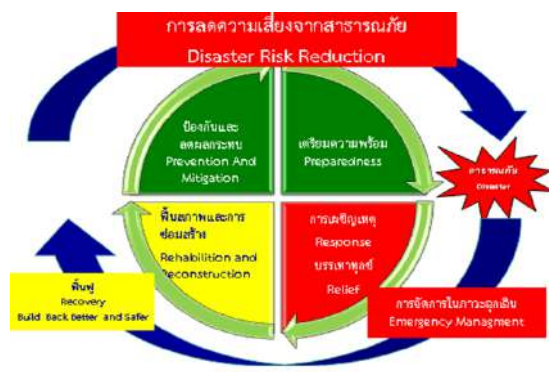 การลดความเสี่ยงจากสาธารณภัย
Disaster Risk Reduction
ป้องกันและ
ลดผลกระทบ
Prevention And
Mitigation
เตรียมความพร้อม
Preparedness
สาธารณภัย
Disaster
ฟื้นสภาพและการ
ซ่อมสร้าง
Rehabilition and
Reconstruction
การเผชิญเหตุ
Response
บรรเทาทุกข์
Relief
ฟื้นฟู
Recovery
Build Back Better and Safer
การจัดการในภาวะฉุกเฉิน
Emergency Managment